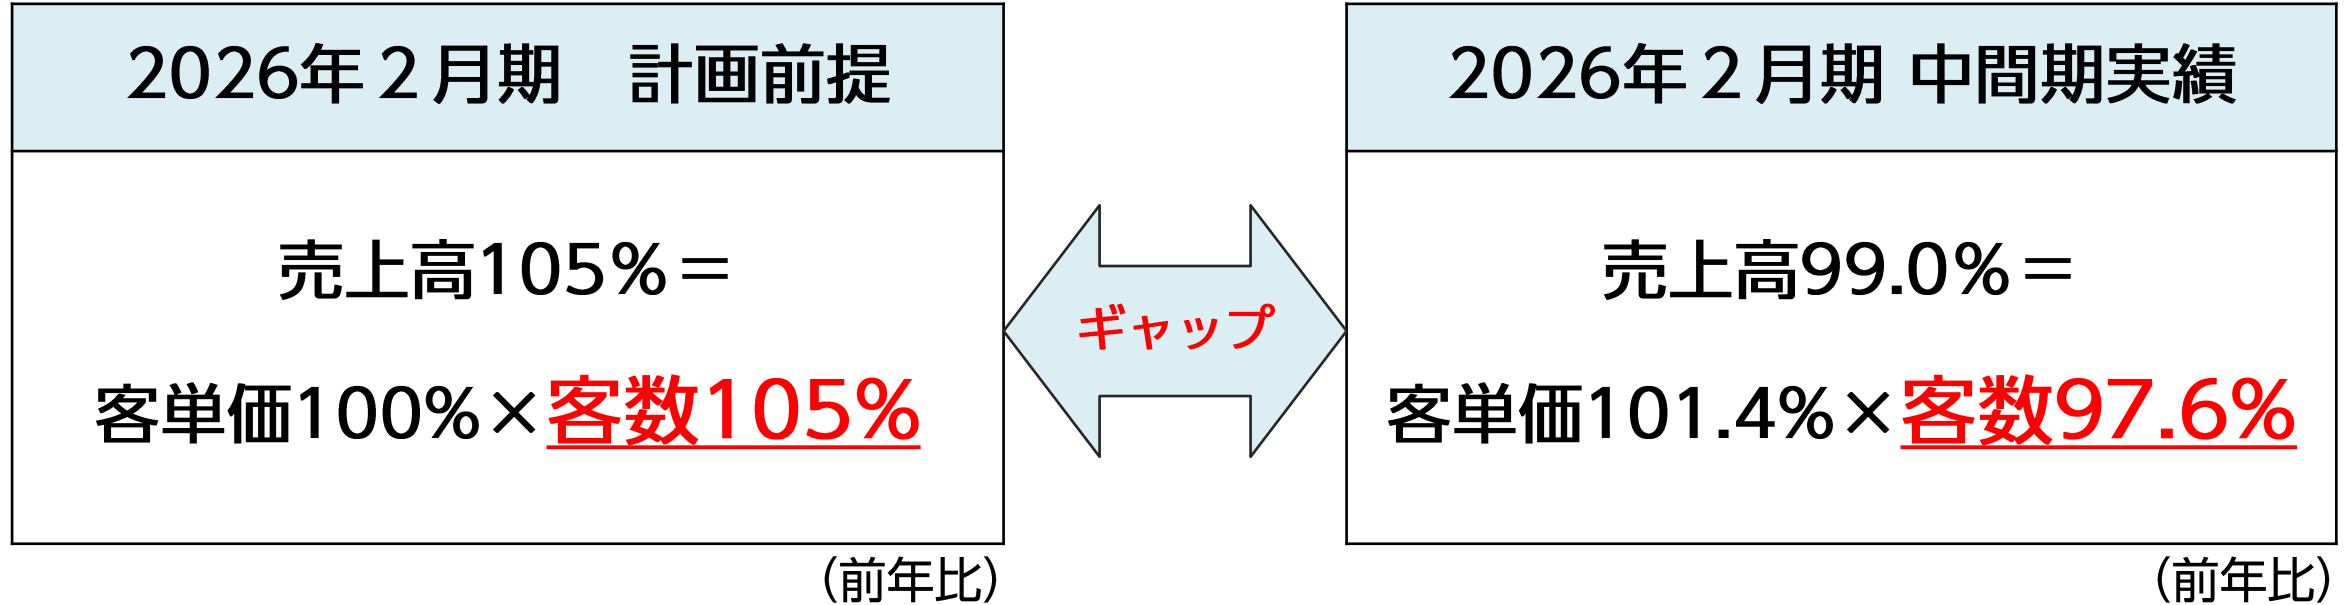 2026年２月期　計画前提
売上高105%＝
客単価100%×客数105%
(前年比)
ギャップ
2026年２月期 中間期実績
売上高99.0%＝
客単価101.4%×客数97.6%
(前年比)